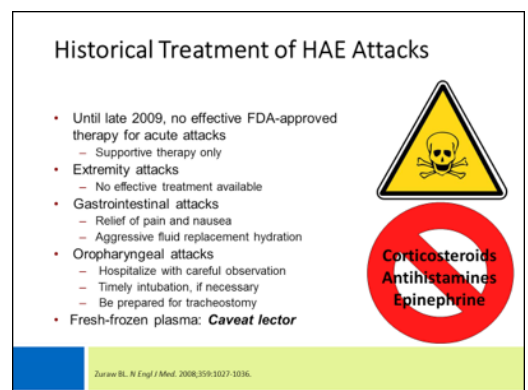 Historical Treatment of HAE Attacks
• Until late 2009, no effective FDA-approved
therapy for acute attacks
– Supportive therapy only
• Extremity attacks
– No effective treatment available
• Gastrointestinal attacks
– Relief of pain and nausea
– Aggressive fluid replacement hydration
• Oropharyngeal attacks
– Hospitalize with careful observation
– Timely intubation, if necessary
– Be prepared for tracheostomy
• Fresh-frozen plasma: Caveat lector
Corticosteroids
Antihistamines
Epinephrine
Zuraw BL. N Engl J Med. 2008;359:1027-1036.